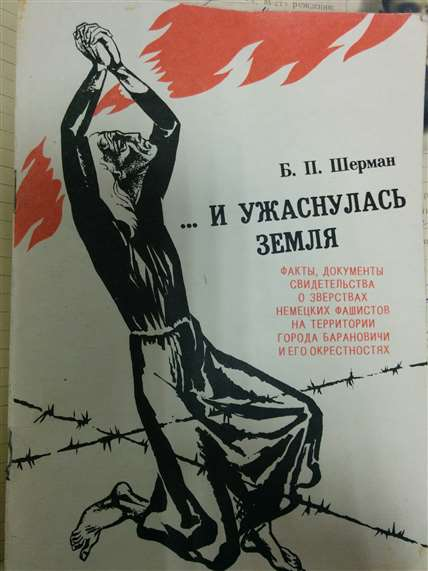 Б. П. Шерман
... И УЖАСНУЛАСЬ
ЗЕМЛЯ
ФАКТЫ, ДОКУМЕНТЫ
СВИДЕТЕЛЬСТВА
О ЗВЕРСТВАХ
НЕМЕЦКИХ ФАШИСТОВ
НА ТЕРРИТОРИИ
ГОРОДА БАРАНОВИЧИ
И ЕГО ОКРЕСТНОСТЯХ